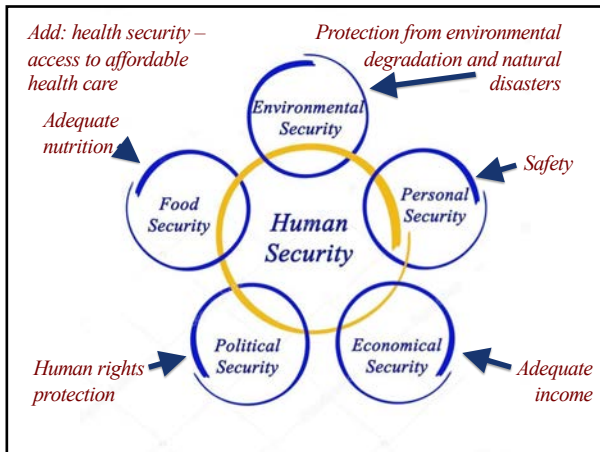 Add: health security –
access to affordable
health care
Protection from environmental
degradation and natural
disasters
Environmental
Security
Adequate
nutrition
Safety
Food
Security
Personal
Security
Human
Security
Political
Security
Economical
Security
Human rights
protection
Adequate
income